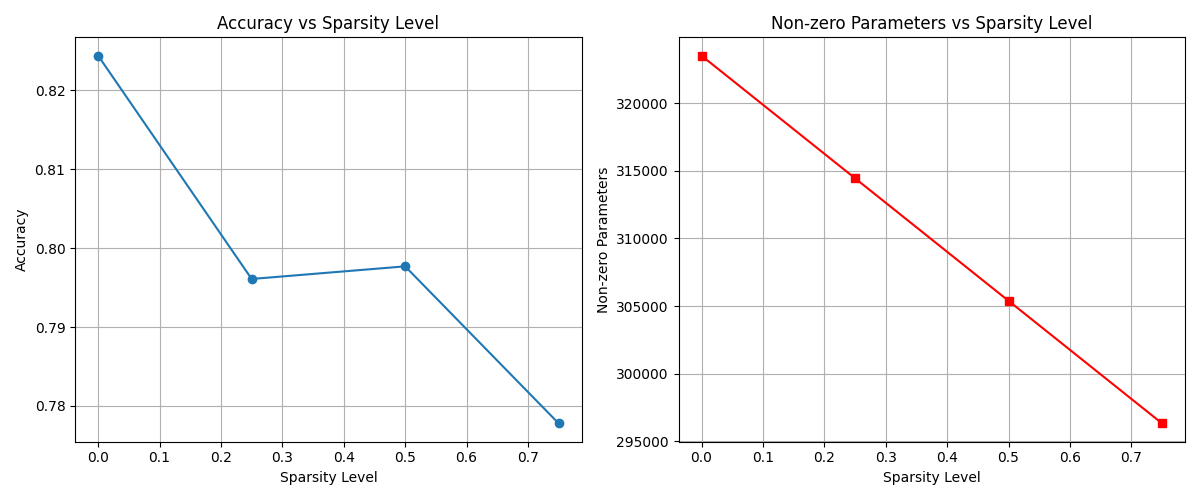 Accuracy vs Sparsity Level
0.82
0.81
0.80
0.79
0.78
Accuracy
0.0 0.1 0.2 0.3 0.4 0.5 0.6 0.7
Sparsity Level
Non-zero Parameters vs Sparsity Level
320000
315000
310000
305000
300000
295000
Non-zero Parameters
0.0 0.1 0.2 0.3 0.4 0.5 0.6 0.7
Sparsity Level